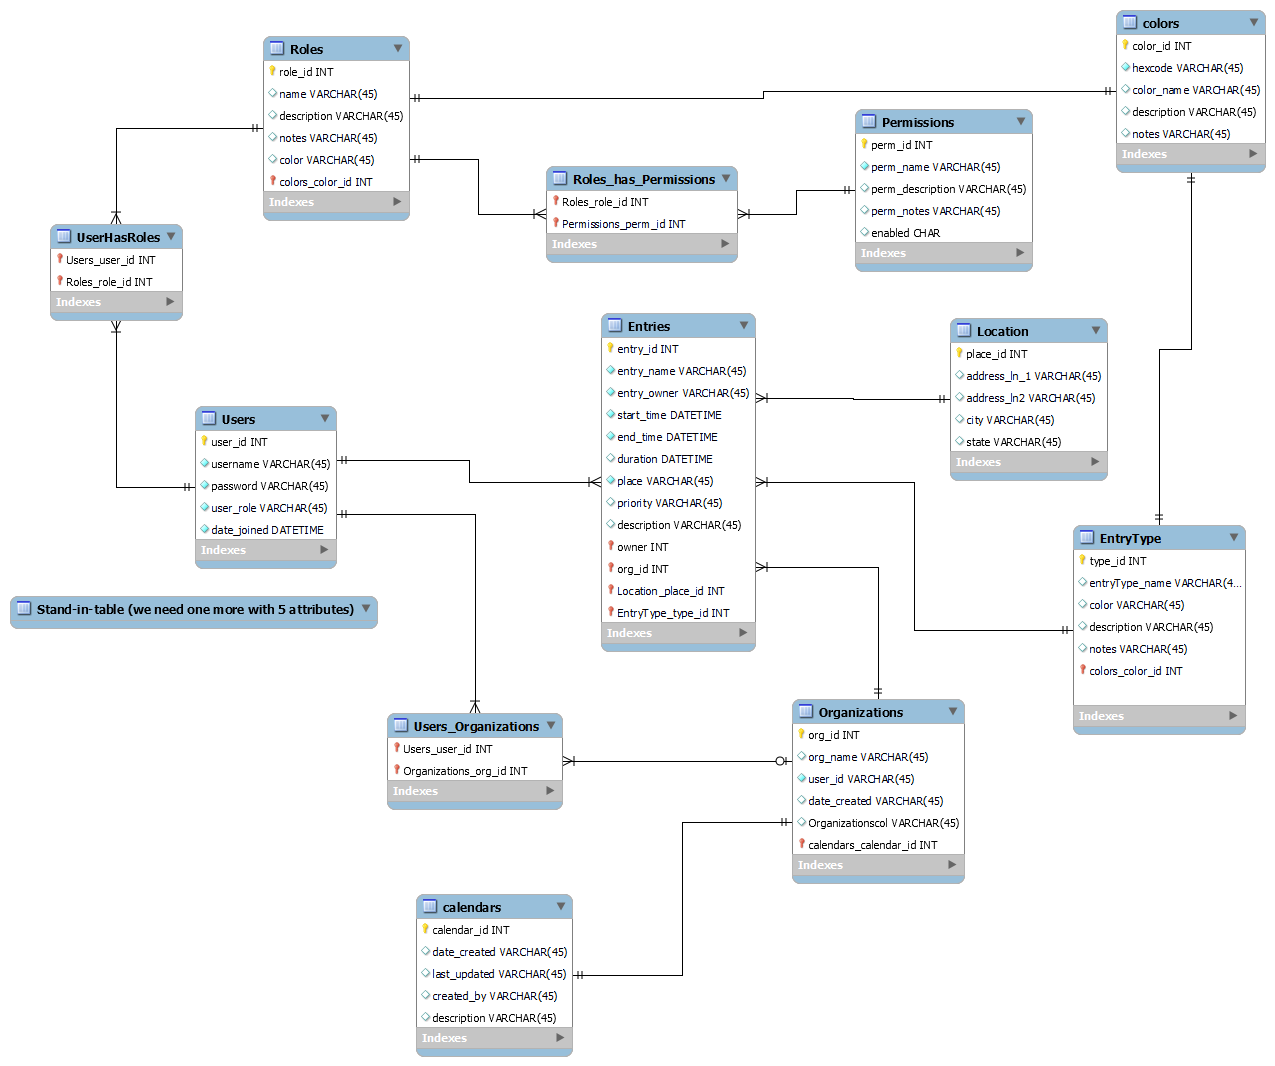 Roles
role_id INT
name VARCHAR(45)
description VARCHAR(45)
notes VARCHAR(45)
color VARCHAR(45)
colors_color_id INT
Indexes
colors
color_id INT
hexcode VARCHAR(45)
color_name VARCHAR(45)
description VARCHAR(45)
notes VARCHAR(45)
Indexes
Permissions
perm_id INT
perm_name VARCHAR(45)
perm_description VARCHAR(45)
perm_notes VARCHAR(45)
enabled CHAR
Indexes
Roles_has_Permissions
Roles_role_id INT
Permissions_perm_id INT
Indexes
UserHasRoles
Users_user_id INT
Roles_role_id INT
Indexes
Entries
entry_id INT
entry_name VARCHAR(45)
entry_owner VARCHAR(45)
start_time DATETIME
end_time DATETIME
duration DATETIME
place VARCHAR(45)
priority VARCHAR(45)
description VARCHAR(45)
owner INT
org_id INT
Location_place_id INT
EntryType_type_id INT
Indexes
Location
place_id INT
address_ln_1 VARCHAR(45)
address_ln2 VARCHAR(45)
city VARCHAR(45)
state VARCHAR(45)
Indexes
Users
user_id INT
username VARCHAR(45)
password VARCHAR(45)
user_role VARCHAR(45)
date_joined DATETIME
Indexes
EntryType
type_id INT
entryType_name VARCHAR(4...
color VARCHAR(45)
description VARCHAR(45)
notes VARCHAR(45)
colors_color_id INT
Indexes
Stand-in-table (we need one more with 5 attributes)
Users_Organizations
Users_user_id INT
Organizations_org_id INT
Indexes
Organizations
org_id INT
org_name VARCHAR(45)
user_id VARCHAR(45)
date_created VARCHAR(45)
Organizationscol VARCHAR(45)
calendars_calendar_id INT
Indexes
calendars
calendar_id INT
date_created VARCHAR(45)
last_updated VARCHAR(45)
created_by VARCHAR(45)
description VARCHAR(45)
Indexes